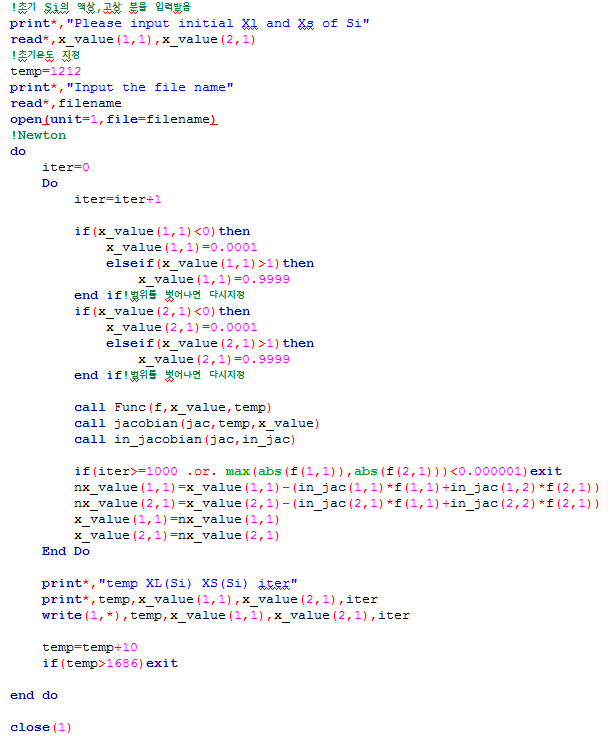 !초기 Si의 액상,고상 분율 입력받음
print*,"Please input initial Xl and Xs of Si"
read*,x_value(1,1),x_value(2,1)
!초기온도 지정
temp=1212
print*,"Input the file name"
read*,filename
open(unit=1,file=filename)
!Newton
do
iter=0
Do
iter=iter+1
if(x_value(1,1)<0)then
x_value(1,1)=0.0001
elseif(x_value(1,1)>1)then
x_value(1,1)=0.9999
end if!범위를 벗어나면 다시지정
if(x_value(2,1)<0)then
x_value(2,1)=0.0001
elseif(x_value(2,1)>1)then
x_value(2,1)=0.9999
end if!범위를 벗어나면 다시지정
call Func(f,x_value,temp)
call jacobian(jac,temp,x_value)
call in_jacobian(jac,in_jac)
if(iter>=1000 .or. max(abs(f(1,1)),abs(f(2,1)))<0.000001)exit
nx_value(1,1)=x_value(1,1)-(in_jac(1,1)*f(1,1)+in_jac(1,2)*f(2,1))
nx_value(2,1)=x_value(2,1)-(in_jac(2,1)*f(1,1)+in_jac(2,2)*f(2,1))
x_value(1,1)=nx_value(1,1)
x_value(2,1)=nx_value(2,1)
End Do
print*,"temp XL(Si) XS(Si) iter"
print*,temp,x_value(1,1),x_value(2,1),iter
write(1,*),temp,x_value(1,1),x_value(2,1),iter
temp=temp+10
if(temp>1686)exit
end do
close(1)